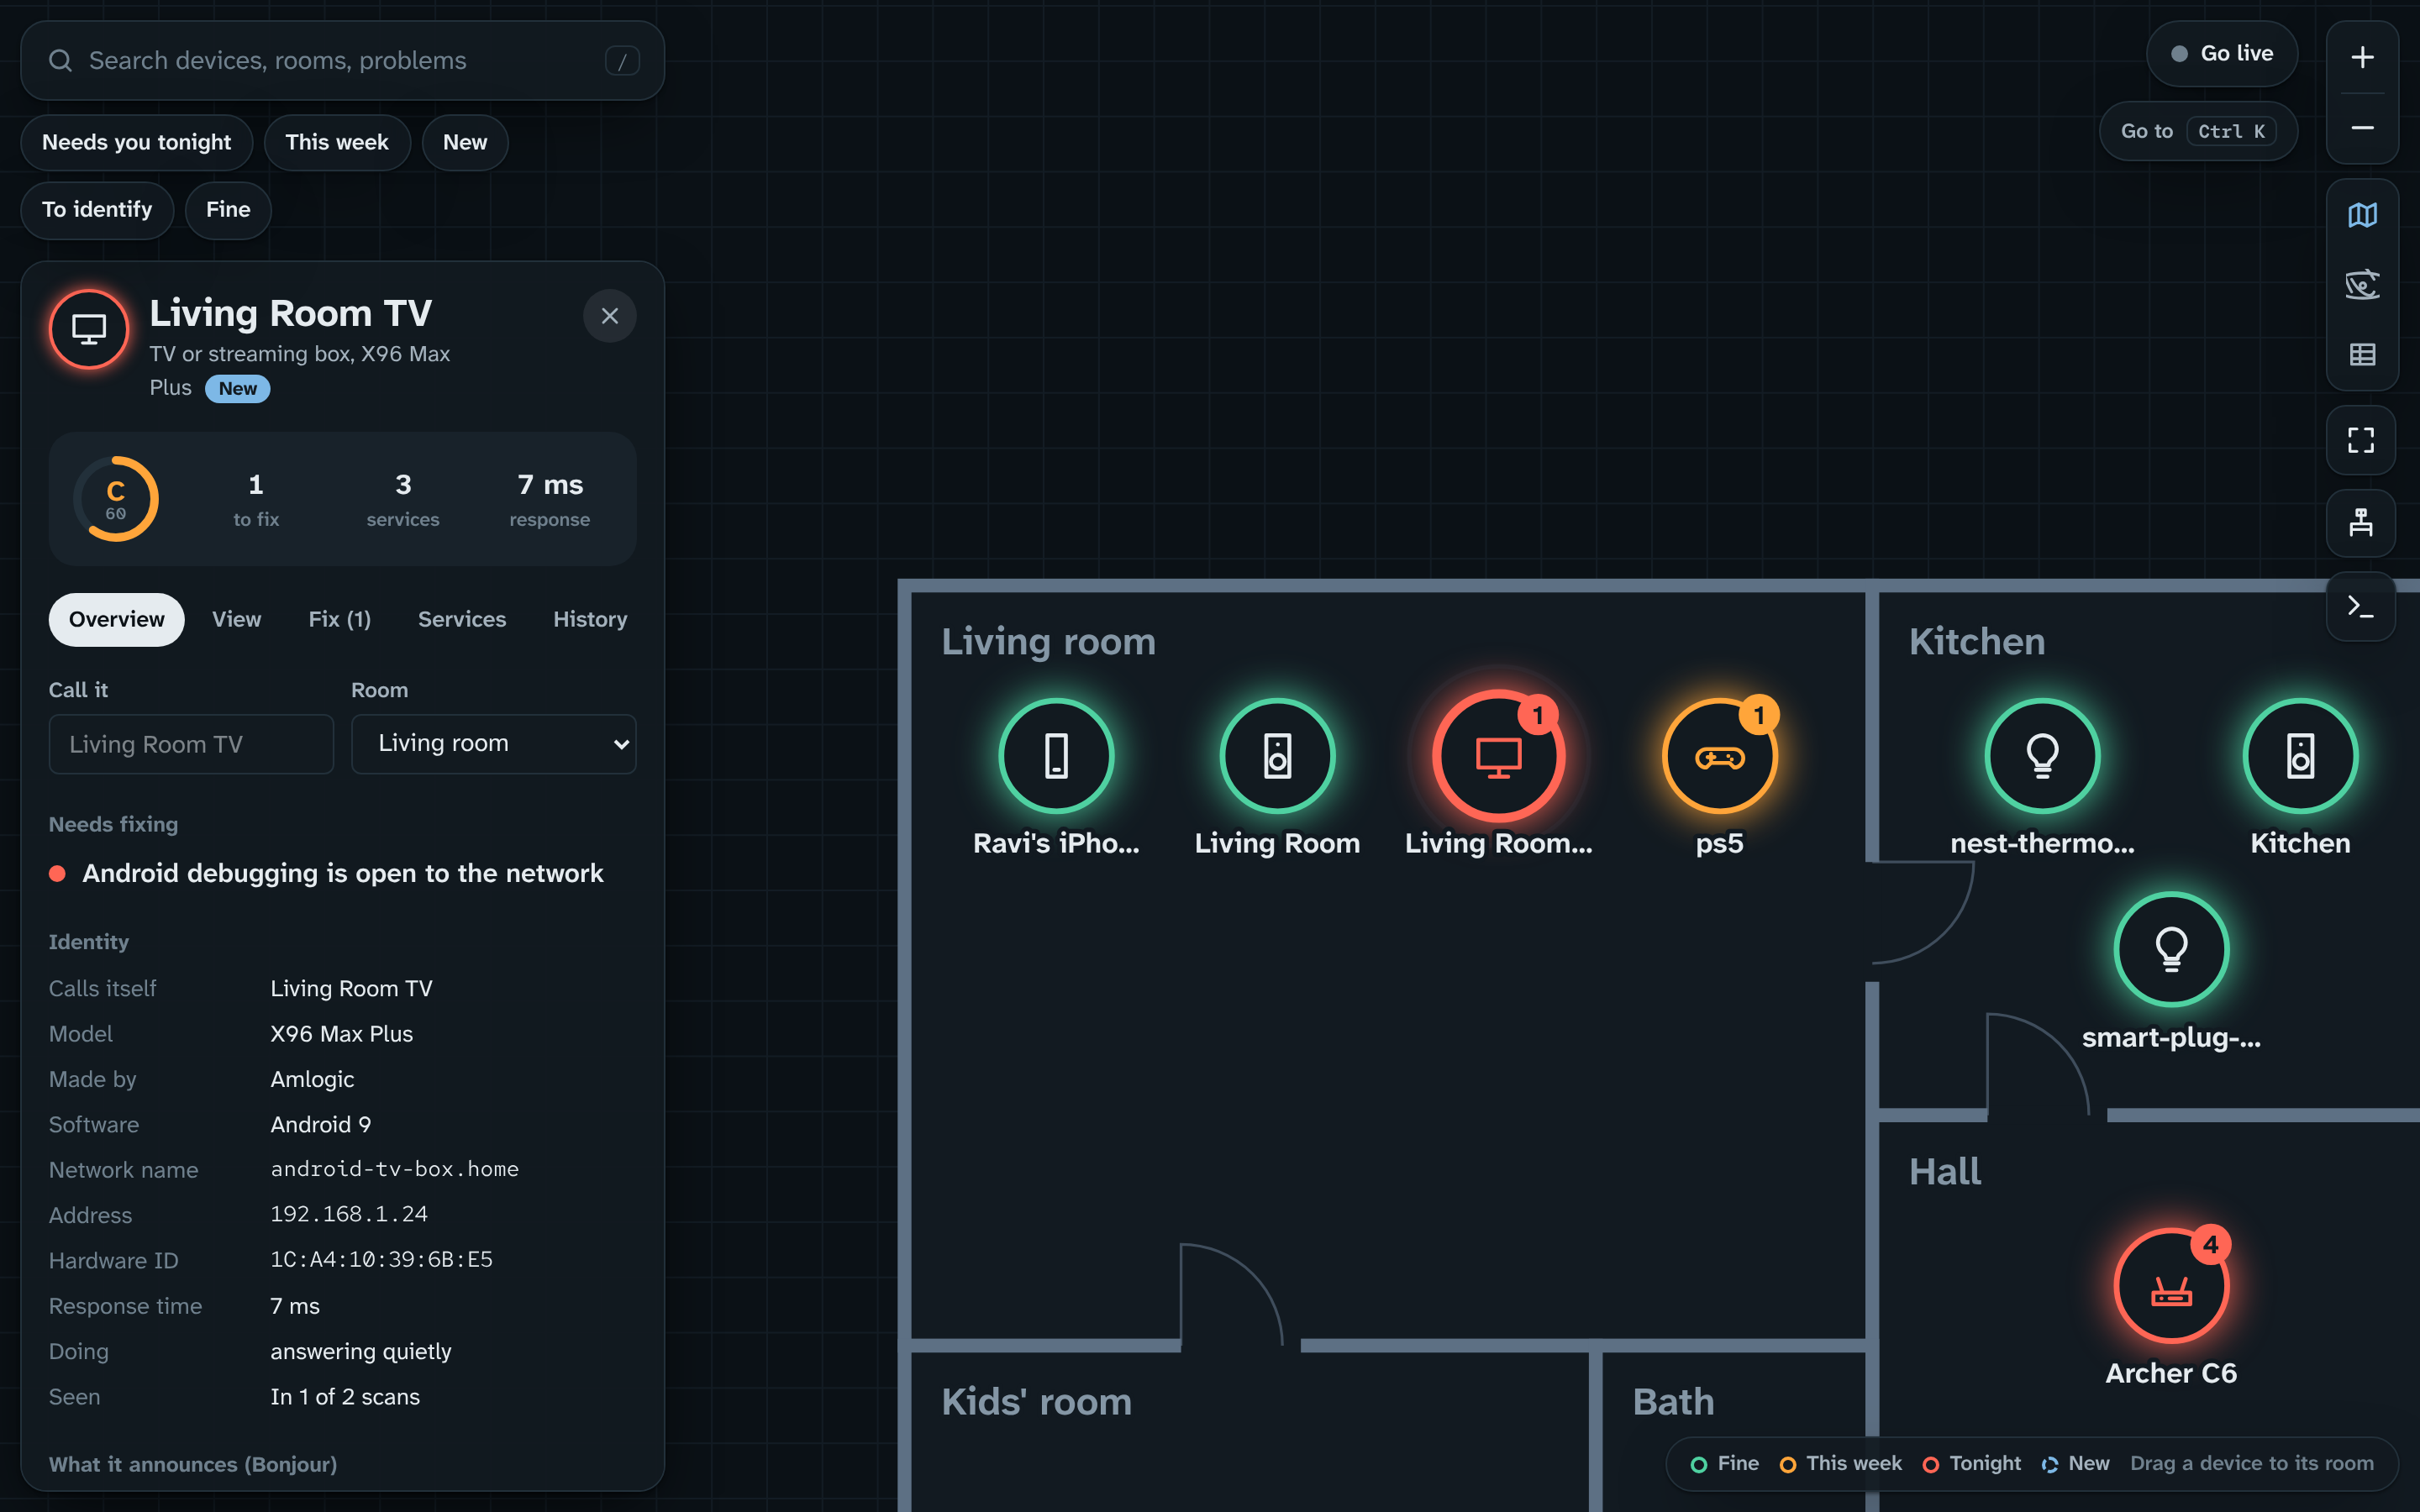 Search devices, rooms, problems /
Needs you tonight This week New
To identify Fine
Living Room TV
TV or streaming box, X96 Max
Plus New
C
60
1
to fix
3
services
7 ms
response
Overview View Fix (1) Services History
Call it
Living Room TV
Room
Living room
Needs fixing
Android debugging is open to the network
Identity
Calls itself Living Room TV
Model X96 Max Plus
Made by Amlogic
Software Android 9
Network name android-tv-box.home
Address 192.168.1.24
Hardware ID 1C:A4:10:39:6B:E5
Response time 7 ms
Doing answering quietly
Seen In 1 of 2 scans
What it announces (Bonjour)
Go live
Go to Ctrl K
Living room
1
1
Ravi's iPho... Living Room Living Room... ps5
Kitchen
nest-thermo... Kitchen
smart-plug-...
Hall
4
Archer C6
Kids' room
Bath
Fine This week Tonight New Drag a device to its room